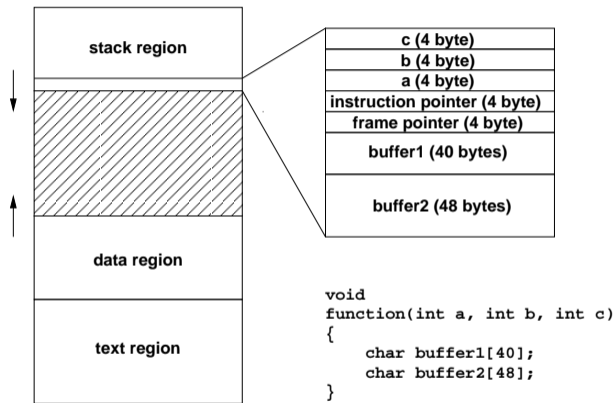 stack region
data region
text region
c (4 byte)
b (4 byte)
a (4 byte)
instruction pointer (4 byte)
frame pointer (4 byte)
buffer1 (40 bytes)
buffer2 (48 bytes)
void
function(int a, int b, int c)
{
    char buffer1[40];
    char buffer2[48];
}